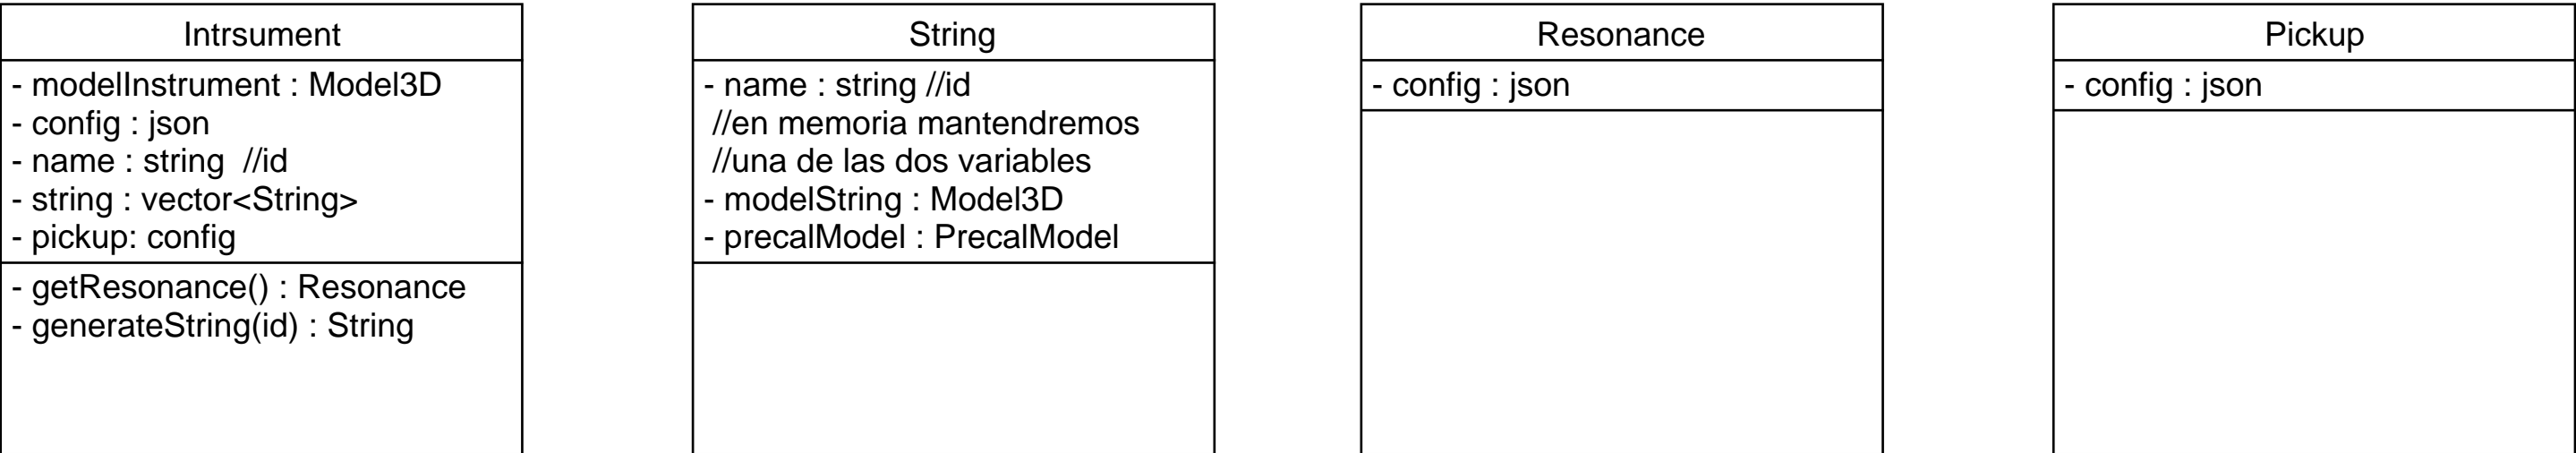 Intrsument
- modelInstrument : Model3D
- config : json
- name : string  //id
- string : vector<String>
- pickup: config
- getResonance() : Resonance
- generateString(id) : String
String
- name : string //id
//en memoria mantendremos
//una de las dos variables
- modelString : Model3D
- precalModel : PrecalModel
Resonance
- config : json
Pickup
- config : json